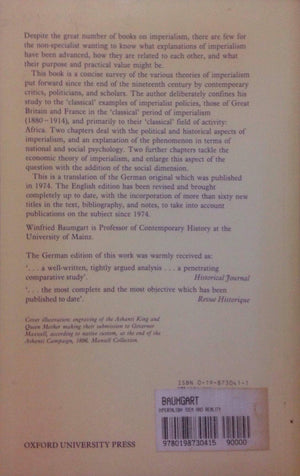 Despite the great number of books on imperialism, there are few for
the non-specialist wanting to know what explanations of imperialism
have been advanced, how they are related to each other, and what
their purpose and practical value might be.
This book is a concise survey of the various theories of imperialism
put forward since the end of the nineteenth century by contemporary
critics, politicians, and scholars. The author deliberately confines his
study to the 'classical' examples of imperialist policies, those of Great
Britain and France in the 'classical' period of imperialism
(1880–1914), and primarily to their 'classical' field of activity:
Africa. Two chapters deal with the political and historical aspects of
imperialism, and an explanation of the phenomenon in terms of
national and social psychology. Two further chapters tackle the
economic theory of imperialism, and enlarge this aspect of the
question with the addition of the social dimension.
This is a translation of the German original which was published
in 1974. The English edition has been revised and brought
completely up to date, with the incorporation of more than sixty new
titles in the text, bibliography, and notes, to take into account
publications on the subject since 1974.
Winfried Baumgart is Professor of Contemporary History at the
University of Mainz.
The German edition of this work was warmly received as:
'. . . a well-written, tightly argued analysis . . . a penetrating
comparative study'. Historical Journal
'. . . the most complete and the most objective which has been
published to date'. Revue Historique
Cover illustration: engraving of the Ashanti King and
Queen Mother making their submission to Governor
Maxwell, according to native custom, at the end of the
Ashanti Campaign, 1896. Mansell Collection.
ISBN 0-19-873041-1
BAUMGART
IMPERIALISM IDEA AND REALITY
9780198730415 90000
OXFORD UNIVERSITY PRESS